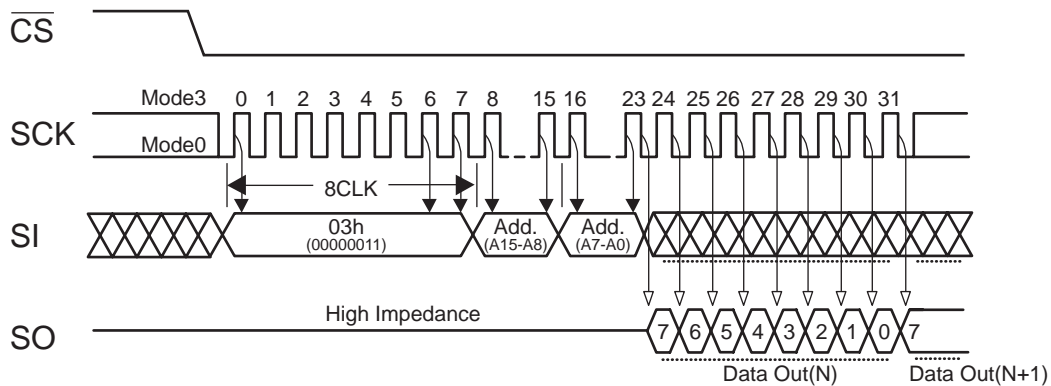 CS
Mode3 0 1 2 3 4 5 6 7 8 15 16 23 24 25 26 27 28 29 30 31
SCK
Mode0
8CLK
SI
03h Add. Add.
(00000011) (A15-A8) (A7-A0)
High Impedance
SO
7 6 5 4 3 2 1 0 7
Data Out(N) Data Out(N+1)